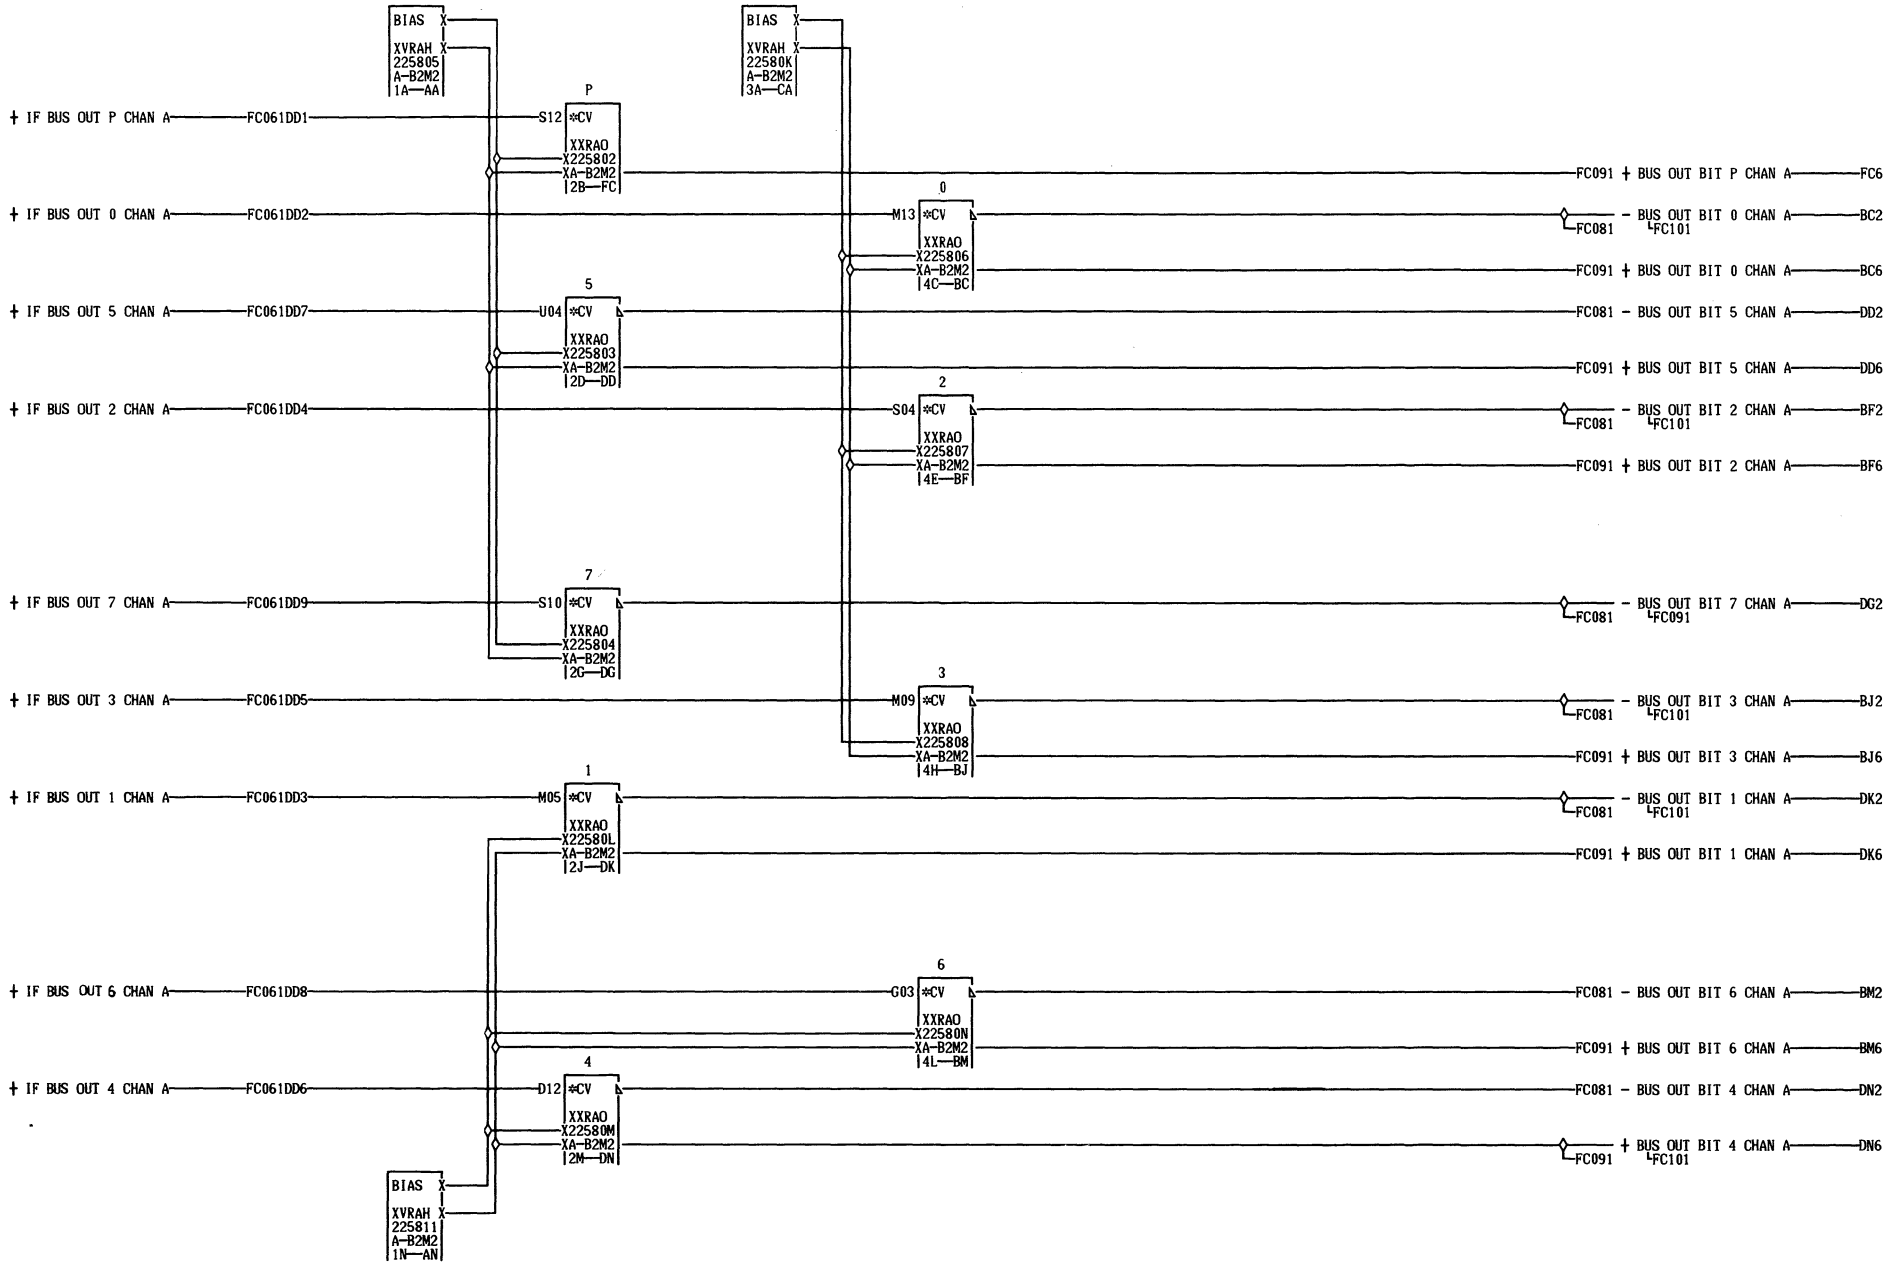 BIAS X BIAS X
XVRAH X XVRAH X
225805 22580K
A-B2M2 A-B2M2
1A—AA 3A—CA
P
+ IF BUS OUT P CHAN A FC061DD1 S12 *CV
XXRAO
X225802
XA-B2M2 FC091 + BUS OUT BIT P CHAN A FC6
2B—FC
0
+ IF BUS OUT 0 CHAN A FC061DD2 M13 *CV - BUS OUT BIT 0 CHAN A BC2
FC081 FC101
XXRAO
X225806
XA-B2M2 FC091 + BUS OUT BIT 0 CHAN A BC6
4C—BC
5
+ IF BUS OUT 5 CHAN A FC061DD7 U04 *CV FC081 - BUS OUT BIT 5 CHAN A DD2
XXRAO
X225803
XA-B2M2 FC091 + BUS OUT BIT 5 CHAN A DD6
2D—DD
2
+ IF BUS OUT 2 CHAN A FC061DD4 S04 *CV - BUS OUT BIT 2 CHAN A BF2
FC081 FC101
XXRAO
X225807
XA-B2M2 FC091 + BUS OUT BIT 2 CHAN A BF6
4E—BF
7
+ IF BUS OUT 7 CHAN A FC061DD9 S10 *CV - BUS OUT BIT 7 CHAN A DG2
FC081 FC091
XXRAO
X225804
XA-B2M2
2G—DG
3
+ IF BUS OUT 3 CHAN A FC061DD5 M09 *CV - BUS OUT BIT 3 CHAN A BJ2
FC081 FC101
XXRAO
X225808
XA-B2M2 FC091 + BUS OUT BIT 3 CHAN A BJ6
4H—BJ
1
+ IF BUS OUT 1 CHAN A FC061DD3 M05 *CV - BUS OUT BIT 1 CHAN A DK2
FC081 FC101
XXRAO
X22580L
XA-B2M2 FC091 + BUS OUT BIT 1 CHAN A DK6
2J—DK
6
+ IF BUS OUT 6 CHAN A FC061DD8 G03 *CV FC081 - BUS OUT BIT 6 CHAN A BM2
XXRAO
X22580N
XA-B2M2 FC091 + BUS OUT BIT 6 CHAN A BM6
4L—BM
4
+ IF BUS OUT 4 CHAN A FC061DD6 D12 *CV FC081 - BUS OUT BIT 4 CHAN A DN2
XXRAO
X22580M
XA-B2M2 + BUS OUT BIT 4 CHAN A DN6
2M—DN FC091 FC101
BIAS X
XVRAH X
225811
A-B2M2
1N—AN